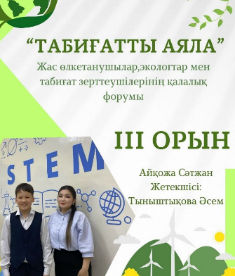 “ТАБИҒАТТЫ АЯЛА”
Жас өлкетанушылар,экологтар мен
табиғат зерттеушілерінің қалалық
форумы
III ОРЫН
STEM
Айқожа Сәтжан
Жетекшісі:
Тыныштықова Әсем